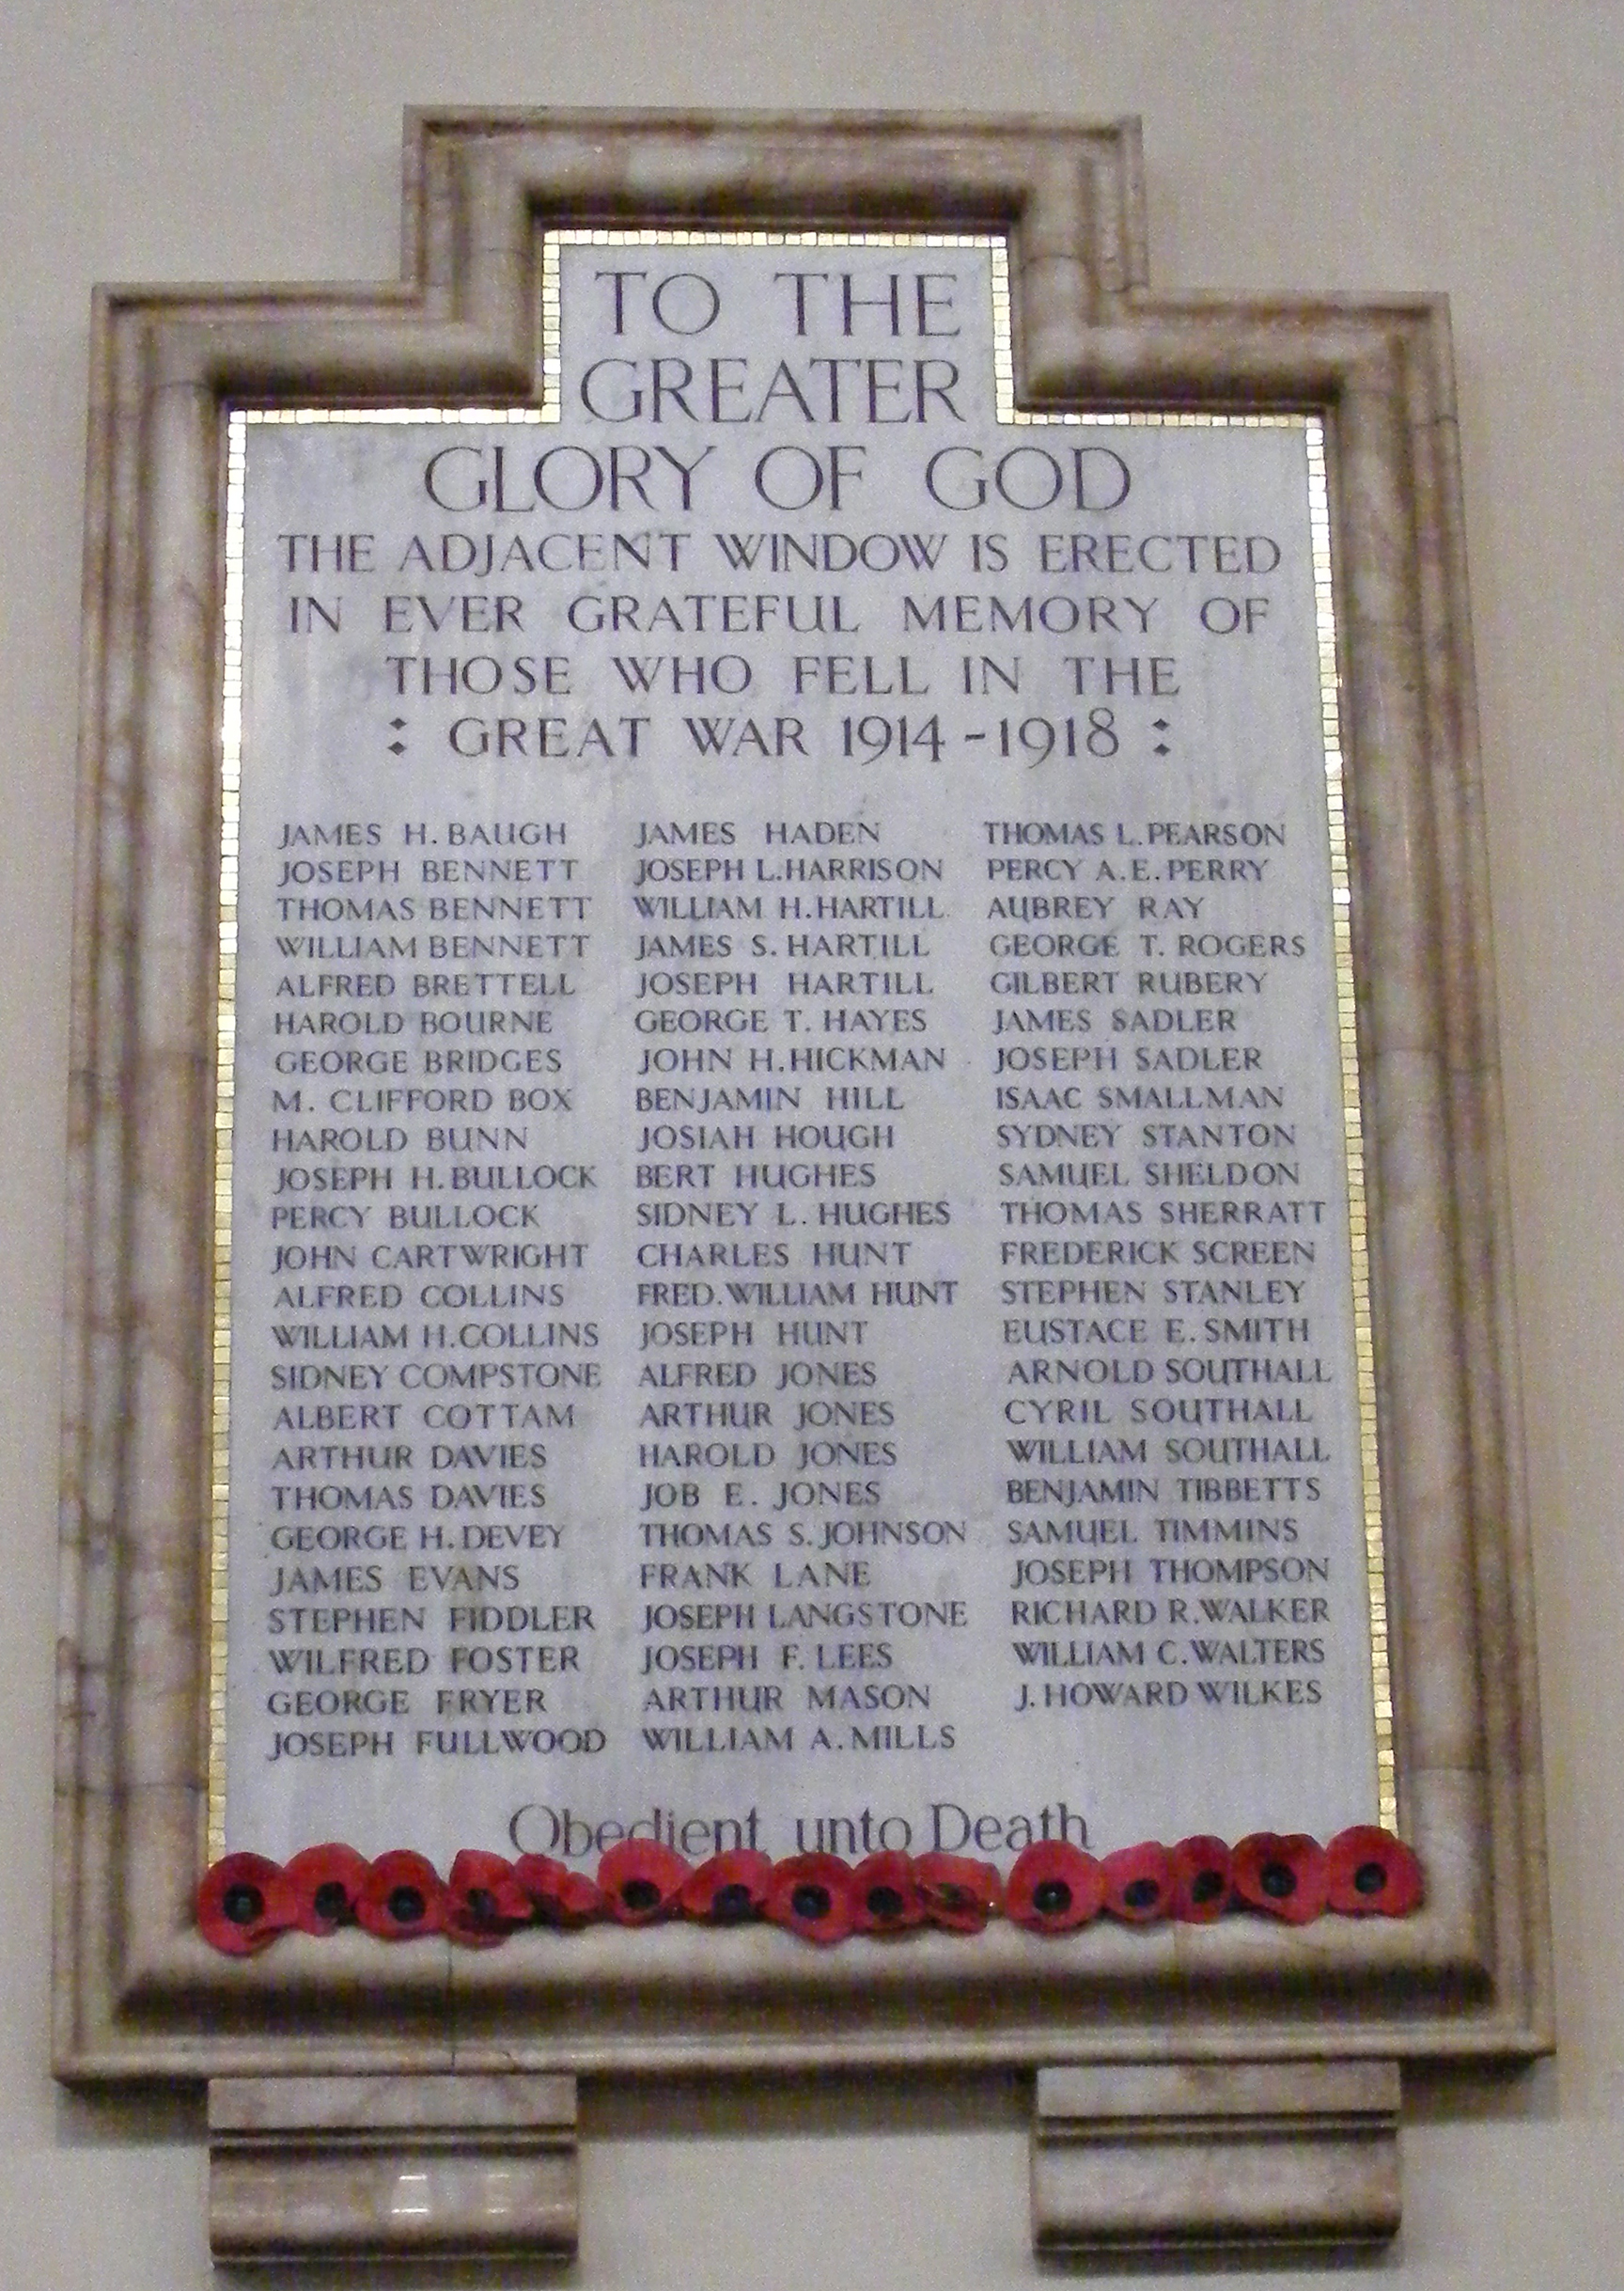 TO THE
GREATER
GLORY OF GOD
THE ADJACENT WINDOW IS ERECTED
IN EVER GRATEFUL MEMORY OF
THOSE WHO FELL IN THE
: GREAT WAR 1914-1918 :
JAMES H. BAUGH
JOSEPH BENNETT
THOMAS BENNETT
WILLIAM BENNETT
ALFRED BRETTELL
HAROLD BOURNE
GEORGE BRIDGES
M. CLIFFORD BOX
HAROLD BUNN
JOSEPH H. BULLOCK
PERCY BULLOCK
JOHN CARTWRIGHT
ALFRED COLLINS
WILLIAM H. COLLINS
SIDNEY COMPSTONE
ALBERT COTTAM
ARTHUR DAVIES
THOMAS DAVIES
GEORGE H. DEVEY
JAMES EVANS
STEPHEN FIDDLER
WILFRED FOSTER
GEORGE FRYER
JOSEPH FULLWOOD
JAMES HADEN
JOSEPH L. HARRISON
WILLIAM H. HARTILL
JAMES S. HARTILL
JOSEPH HARTILL
GEORGE T. HAYES
JOHN H. HICKMAN
BENJAMIN HILL
JOSIAH HOUGH
BERT HUGHES
SIDNEY L. HUGHES
CHARLES HUNT
FRED. WILLIAM HUNT
JOSEPH HUNT
ALFRED JONES
ARTHUR JONES
HAROLD JONES
JOB E. JONES
THOMAS S. JOHNSON
FRANK LANE
JOSEPH LANGSTONE
JOSEPH F. LEES
ARTHUR MASON
WILLIAM A. MILLS
THOMAS L. PEARSON
PERCY A. E. PERRY
AUBREY RAY
GEORGE T. ROGERS
GILBERT RUBERY
JAMES SADLER
JOSEPH SADLER
ISAAC SMALLMAN
SYDNEY STANTON
SAMUEL SHELDON
THOMAS SHERRATT
FREDERICK SCREEN
STEPHEN STANLEY
EUSTACE E. SMITH
ARNOLD SOUTHALL
CYRIL SOUTHALL
WILLIAM SOUTHALL
BENJAMIN TIBBETTS
SAMUEL TIMMINS
JOSEPH THOMPSON
RICHARD R. WALKER
WILLIAM C. WALTERS
J. HOWARD WILKES
Obedient unto Death